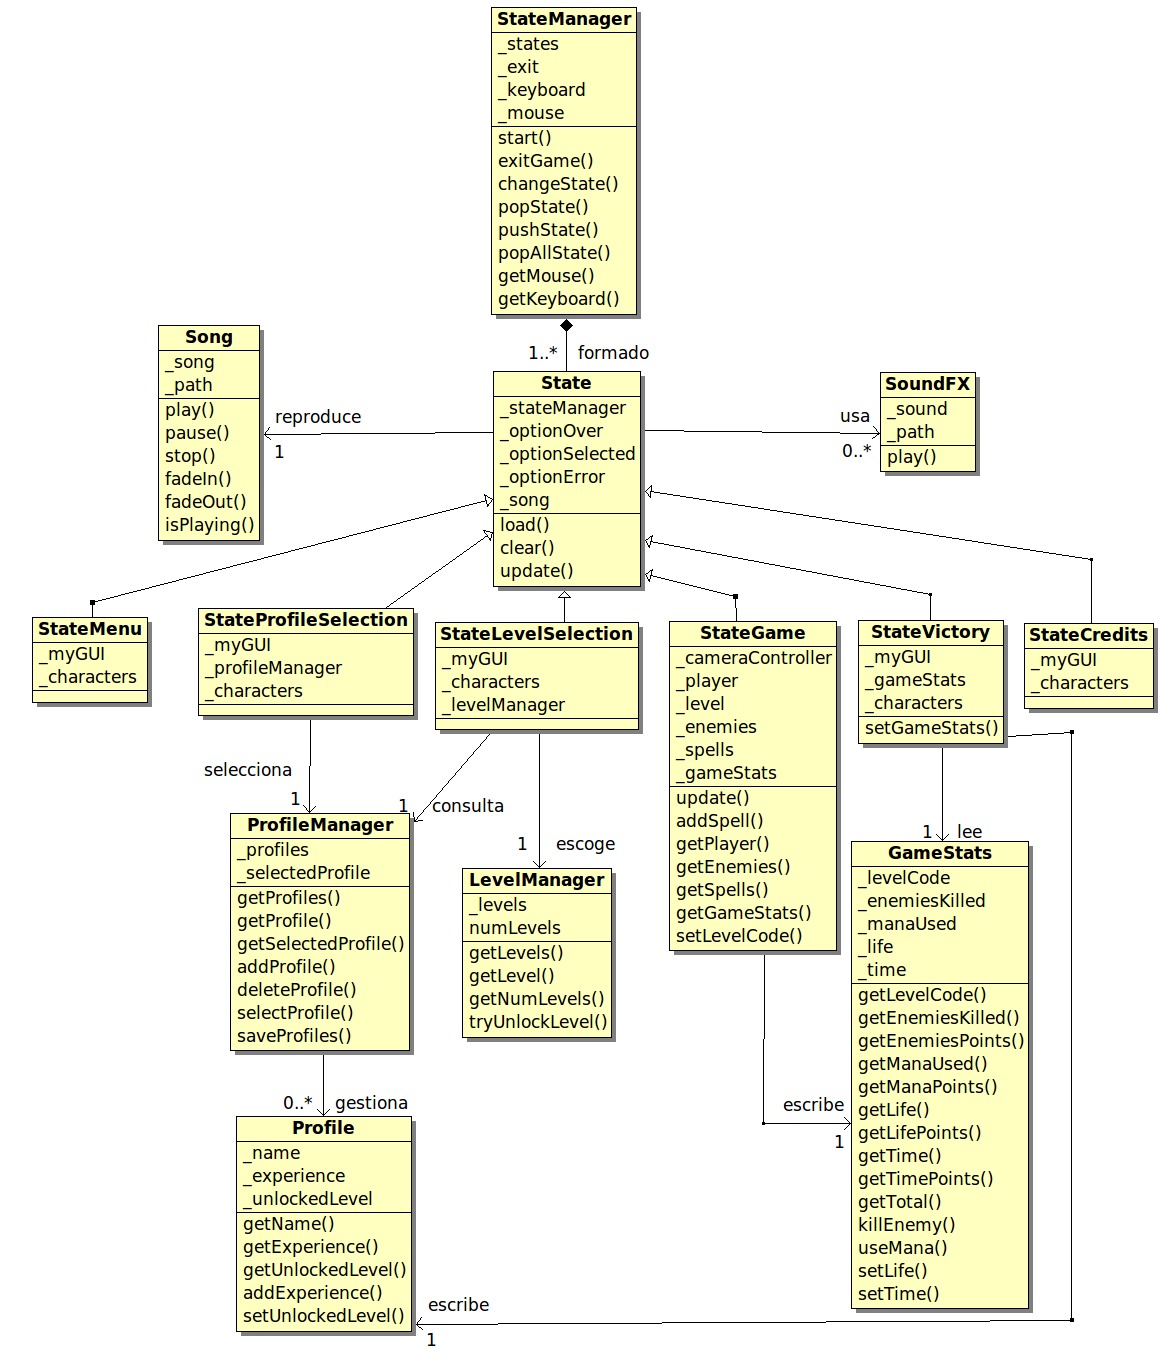 StateManager
_states
_exit
_keyboard
_mouse
start()
exitGame()
changeState()
popState()
pushState()
popAllState()
getMouse()
getKeyboard()
1..* formado
Song
_song
_path
play()
pause()
stop()
fadeIn()
fadeOut()
isPlaying()
reproduce
1
State
_stateManager
_optionOver
_optionSelected
_optionError
_song
load()
clear()
update()
usa
0..*
SoundFX
_sound
_path
play()
StateMenu
_myGUI
_characters
StateProfileSelection
_myGUI
_profileManager
_characters
StateLevelSelection
_myGUI
_characters
_levelManager
StateGame
_cameraController
_player
_level
_enemies
_spells
_gameStats
update()
addSpell()
getPlayer()
getEnemies()
getSpells()
getGameStats()
setLevelCode()
StateVictory
_myGUI
_gameStats
_characters
setGameStats()
StateCredits
_myGUI
_characters
selecciona
1
1 consulta
1 escoge
1 lee
ProfileManager
_profiles
_selectedProfile
getProfiles()
getProfile()
getSelectedProfile()
addProfile()
deleteProfile()
selectProfile()
saveProfiles()
LevelManager
_levels
numLevels
getLevels()
getLevel()
getNumLevels()
tryUnlockLevel()
GameStats
_levelCode
_enemiesKilled
_manaUsed
_life
_time
getLevelCode()
getEnemiesKilled()
getEnemiesPoints()
getManaUsed()
getManaPoints()
getLife()
getLifePoints()
getTime()
getTimePoints()
getTotal()
killEnemy()
useMana()
setLife()
setTime()
escribe
1
0..* gestiona
Profile
_name
_experience
_unlockedLevel
getName()
getExperience()
getUnlockedLevel()
addExperience()
setUnlockedLevel()
escribe
1